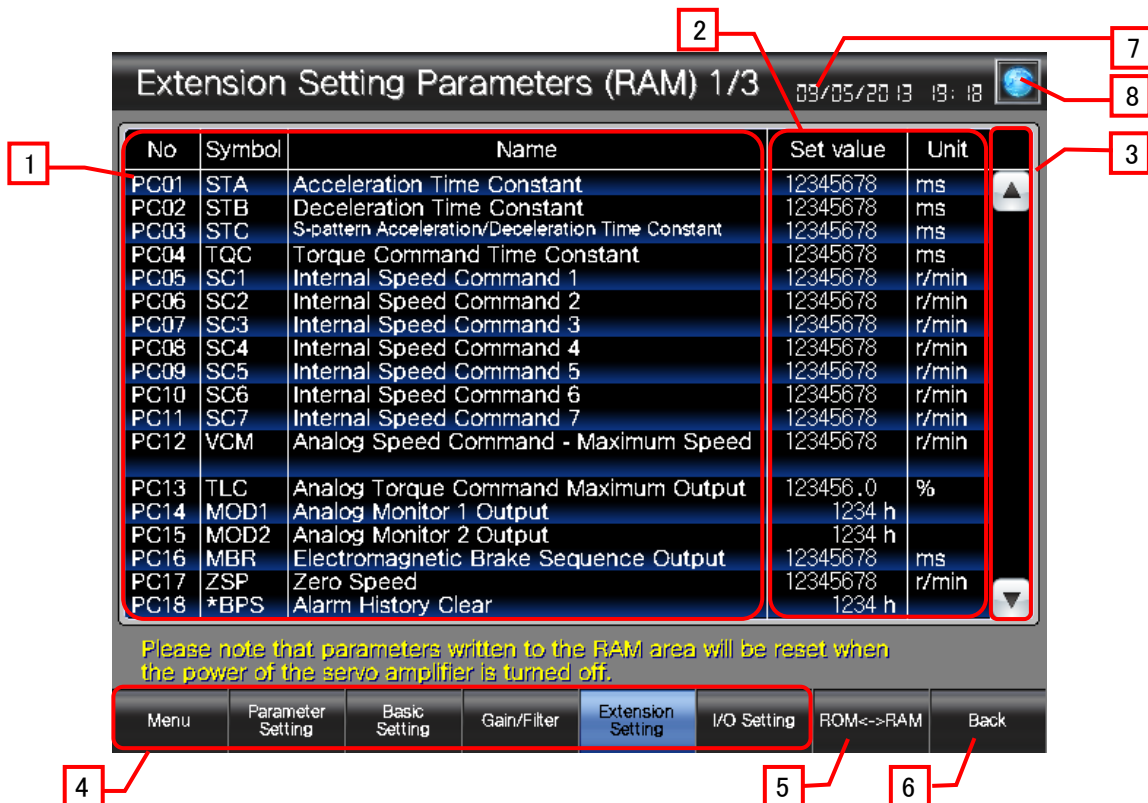 2
7
Extension Setting Parameters (RAM) 1/3 09/05/2013 19:18
8
1
3
No Symbol Name Set value Unit
PC01 STA Acceleration Time Constant 12345678 ms
PC02 STB Deceleration Time Constant 12345678 ms
PC03 STC S-pattern Acceleration/Deceleration Time Constant 12345678 ms
PC04 TQC Torque Command Time Constant 12345678 ms
PC05 SC1 Internal Speed Command 1 12345678 r/min
PC06 SC2 Internal Speed Command 2 12345678 r/min
PC07 SC3 Internal Speed Command 3 12345678 r/min
PC08 SC4 Internal Speed Command 4 12345678 r/min
PC09 SC5 Internal Speed Command 5 12345678 r/min
PC10 SC6 Internal Speed Command 6 12345678 r/min
PC11 SC7 Internal Speed Command 7 12345678 r/min
PC12 VCM Analog Speed Command - Maximum Speed 12345678 r/min
PC13 TLC Analog Torque Command Maximum Output 123456.0 %
PC14 MOD1 Analog Monitor 1 Output 1234 h
PC15 MOD2 Analog Monitor 2 Output 1234 h
PC16 MBR Electromagnetic Brake Sequence Output 12345678 ms
PC17 ZSP Zero Speed 12345678 r/min
PC18 *BPS Alarm History Clear 1234 h
Please note that parameters written to the RAM area will be reset when
the power of the servo amplifier is turned off.
Menu
Parameter
Setting
Basic
Setting
Gain/Filter
Extension
Setting
I/O Setting
ROM<->RAM
Back
4
5
6